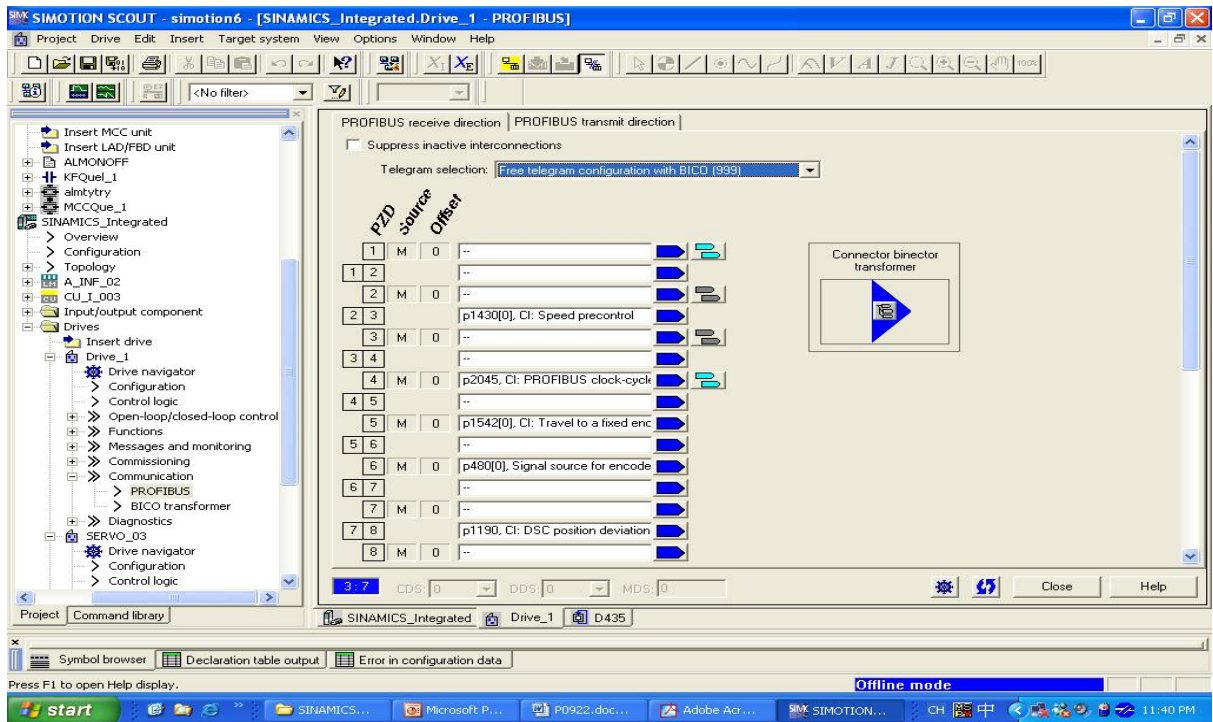 SIMOTION SCOUT - simotion6 - [SINAMICS_Integrated.Drive_1 - PROFIBUS]
Project Drive Edit Insert Target system View Options Window Help
<No filter>
Insert MCC unit
Insert LAD/FBD unit
ALMONOFF
KFQuel_1
almtytry
MCCQue_1
SINAMICS_Integrated
Overview
Configuration
Topology
A_INF_02
CU_I_003
Input/output component
Drives
Insert drive
Drive_1
Drive navigator
Configuration
Control logic
Open-loop/closed-loop control
Functions
Messages and monitoring
Commissioning
Communication
PROFIBUS
BICO transformer
Diagnostics
SERVO_03
Drive navigator
Configuration
Control logic
Project Command library
PROFIBUS receive direction PROFIBUS transmit direction
Suppress inactive interconnections
Telegram selection: Free telegram configuration with BICO (999)
PZD Source Offset
1 M 0 --
1 2 --
2 M 0 --
2 3 p1430[0], CI: Speed precontrol
3 M 0 --
3 4 --
4 M 0 p2045, CI: PROFIBUS clock-cycle
4 5 --
5 M 0 p1542[0], CI: Travel to a fixed enc
5 6 --
6 M 0 p480[0], Signal source for encode
6 7 --
7 M 0 --
7 8 p1190, CI: DSC position deviation
8 M 0 --
Connector binector
transformer
3:7 CDS: 0 DDS: 0 MDS: 0 Close Help
SINAMICS_Integrated Drive_1 D435
Symbol browser Declaration table output Error in configuration data
Press F1 to open Help display. Offline mode
start SINAMICS... Microsoft P... P0922.doc... Adobe Acr... SIMOTION... CH 中 11:40 PM